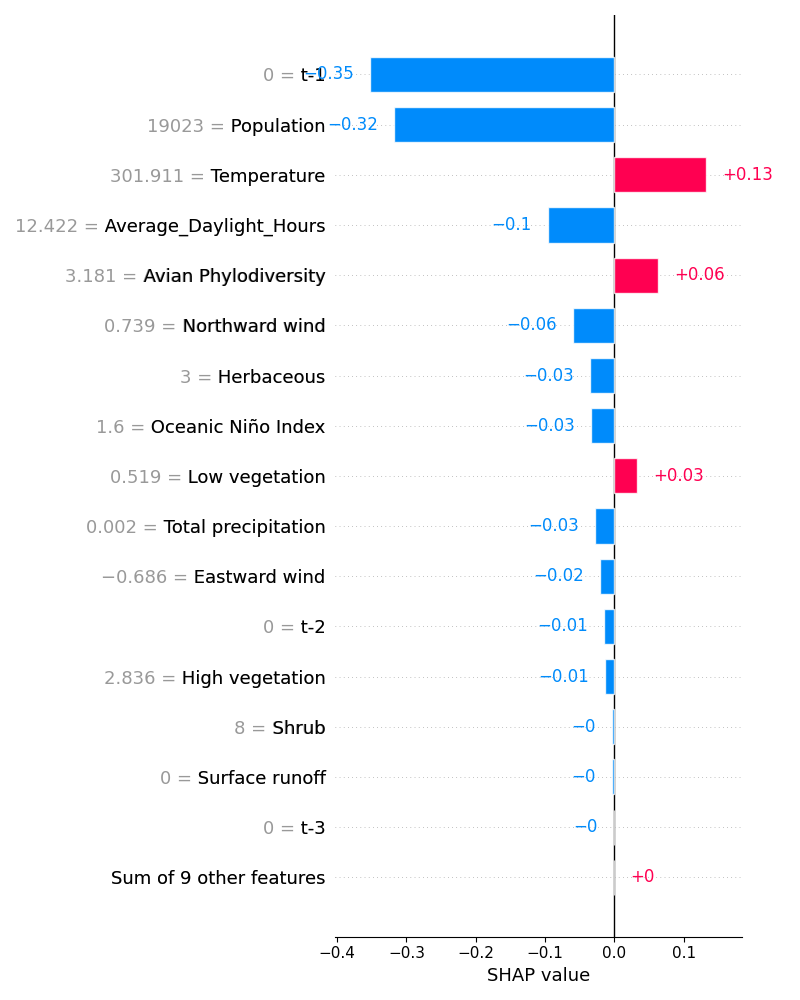 0 = t-1 −0.35
19023 = Population −0.32
301.911 = Temperature +0.13
12.422 = Average_Daylight_Hours −0.1
3.181 = Avian Phylodiversity +0.06
0.739 = Northward wind −0.06
3 = Herbaceous −0.03
1.6 = Oceanic Niño Index −0.03
0.519 = Low vegetation +0.03
0.002 = Total precipitation −0.03
−0.686 = Eastward wind −0.02
0 = t-2 −0.01
2.836 = High vegetation −0.01
8 = Shrub −0
0 = Surface runoff −0
0 = t-3 −0
Sum of 9 other features +0
−0.4 −0.3 −0.2 −0.1 0.0 0.1
SHAP value